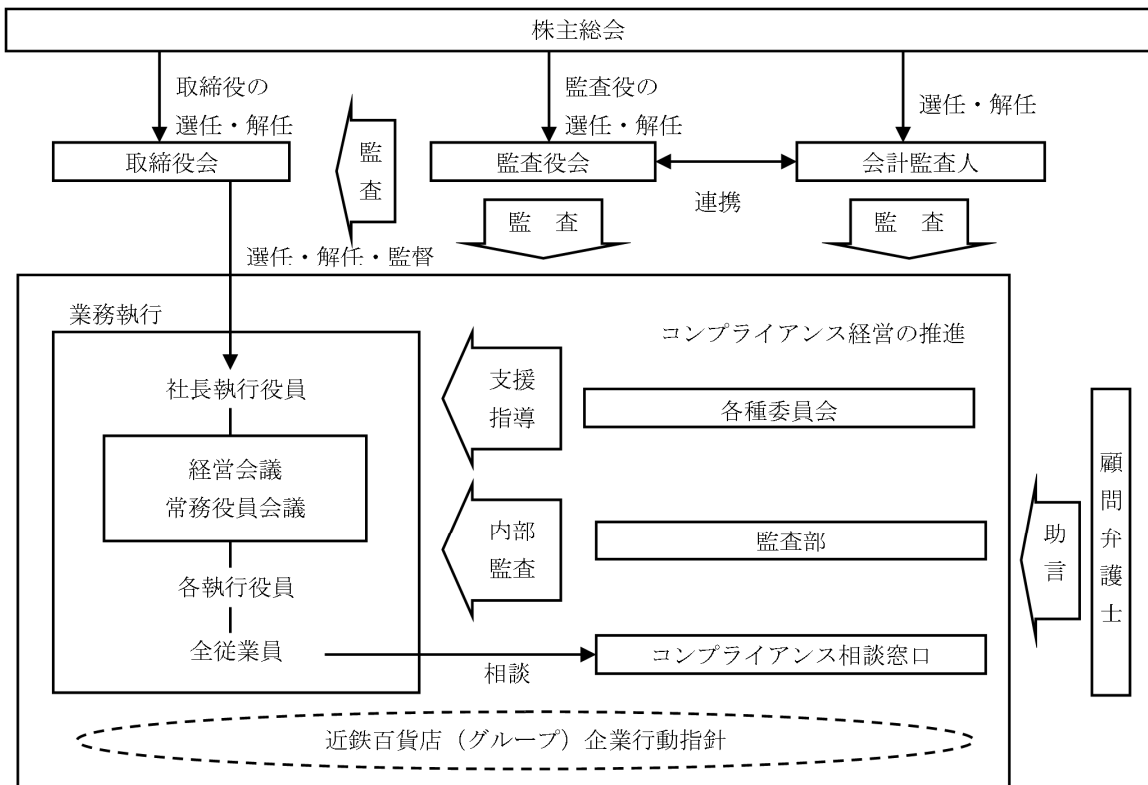 株主総会
取締役の
選任・解任
監査役の
選任・解任
選任・解任
取締役会
監査
監査役会
連携
会計監査人
監　査
監　査
選任・解任・監督
業務執行
コンプライアンス経営の推進
社長執行役員
支援
指導
各種委員会
経営会議
常務役員会議
内部
監査
監査部
各執行役員
全従業員
相談
コンプライアンス相談窓口
助言
顧問弁護士
近鉄百貨店（グループ）企業行動指針